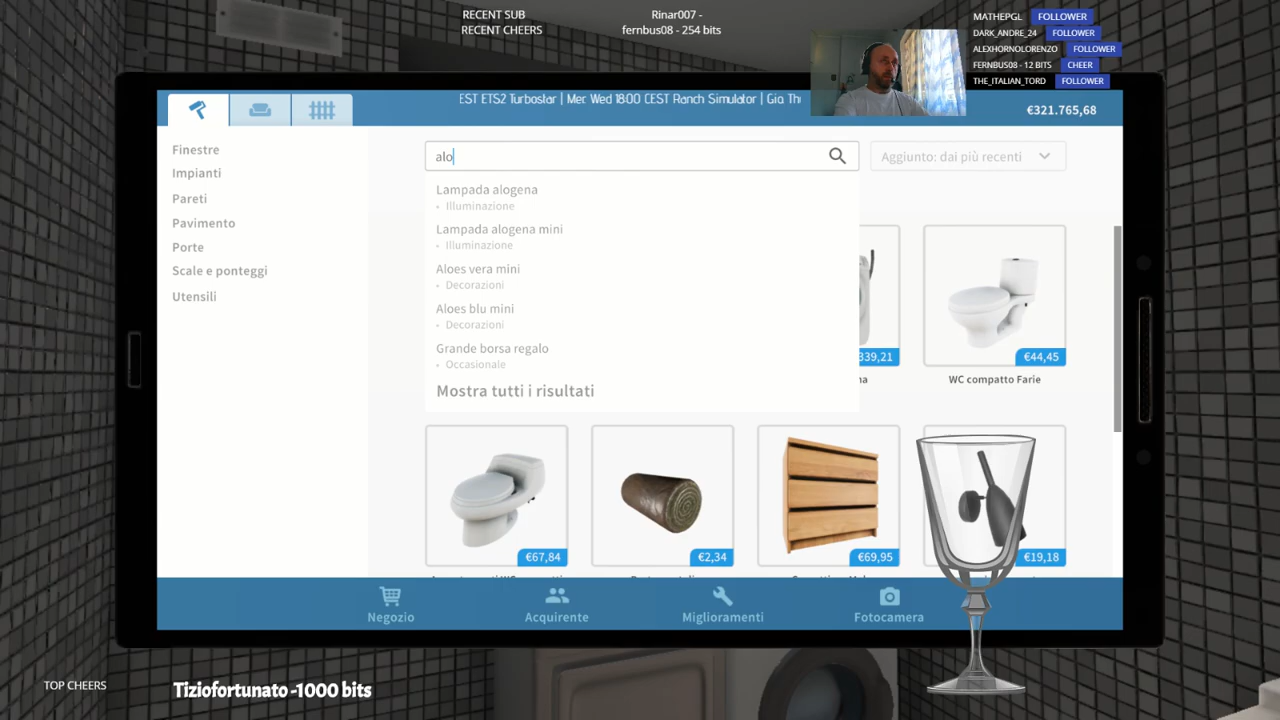 RECENT SUB
Rinar007 -
RECENT CHEERS
fernbus08 - 254 bits
MATHEPGL FOLLOWER
DARK_ANDRE_24 FOLLOWER
ALEXHORNOLORENZO FOLLOWER
FERNBUS08 - 12 BITS CHEER
THE_ITALIAN_TORD FOLLOWER
EST ETS2 Turbostar | Mer. Wed 18:00 CEST Ranch Simulator | Gio. Thu
€321.765,68
Finestre
Impianti
Pareti
Pavimento
Porte
Scale e ponteggi
Utensili
alo
Aggiunto: dai più recenti
Lampada alogena
• Illuminazione
Lampada alogena mini
• Illuminazione
Aloes vera mini
• Decorazioni
Aloes blu mini
• Decorazioni
Grande borsa regalo
• Occasionale
Mostra tutti i risultati
339,21
€44,45
WC compatto Farie
€67,84
€2,34
€69,95
€19,18
Negozio
Acquirente
Miglioramenti
Fotocamera
TOP CHEERS
Tiziofortunato -1000 bits